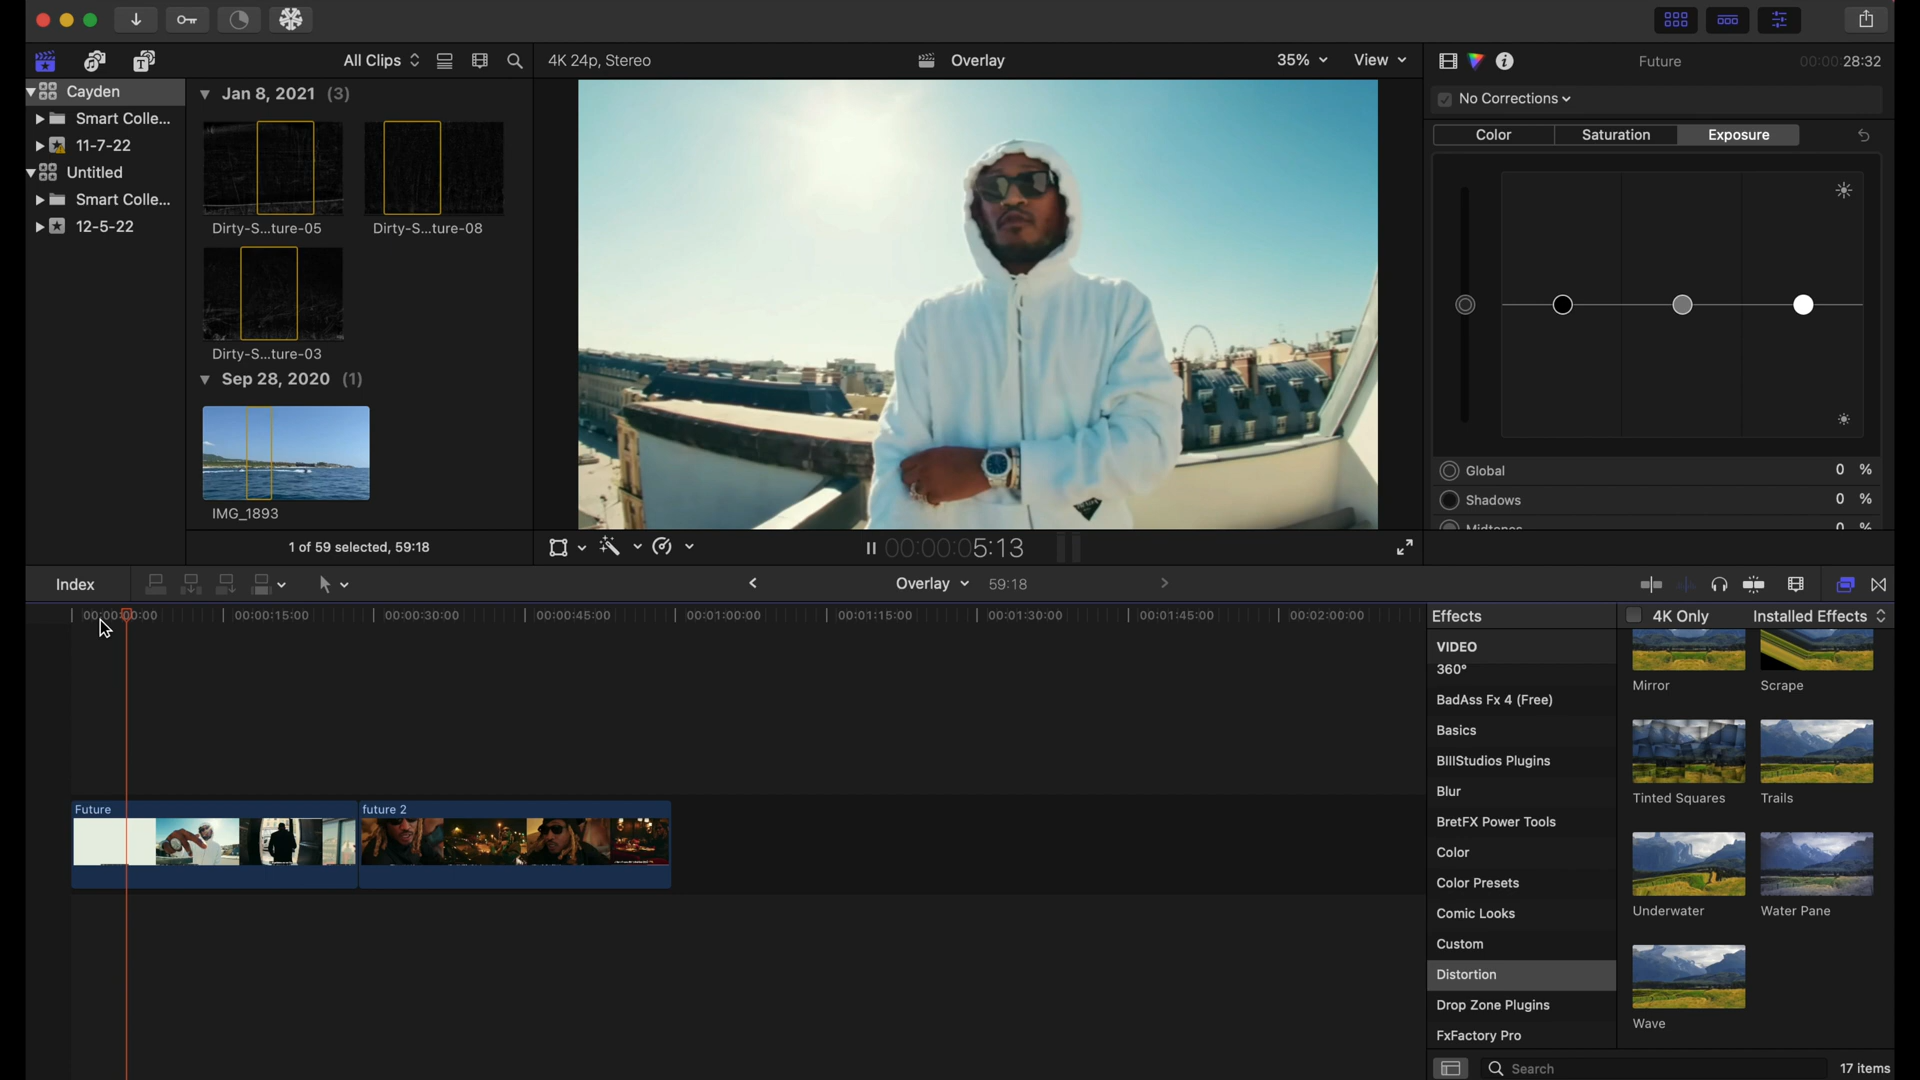 All Clips
4K 24p, Stereo
Overlay
35%
View
Future
00:00 28:32
Cayden
Smart Colle...
11-7-22
Untitled
Smart Colle...
12-5-22
Jan 8, 2021 (3)
Dirty-S...ture-05
Dirty-S...ture-08
Dirty-S...ture-03
Sep 28, 2020 (1)
IMG_1893
1 of 59 selected, 59:18
00:00:05:13
No Corrections
Color
Saturation
Exposure
Global 0 %
Shadows 0 %
Midtones 0 %
Index
Overlay 59:18
00:00:00:00
00:00:15:00
00:00:30:00
00:00:45:00
00:01:00:00
00:01:15:00
00:01:30:00
00:01:45:00
00:02:00:00
Future
future 2
Effects
4K Only
Installed Effects
VIDEO
360°
BadAss Fx 4 (Free)
Basics
BIIIStudios Plugins
Blur
BretFX Power Tools
Color
Color Presets
Comic Looks
Custom
Distortion
Drop Zone Plugins
FxFactory Pro
Mirror
Scrape
Tinted Squares
Trails
Underwater
Water Pane
Wave
Search
17 items